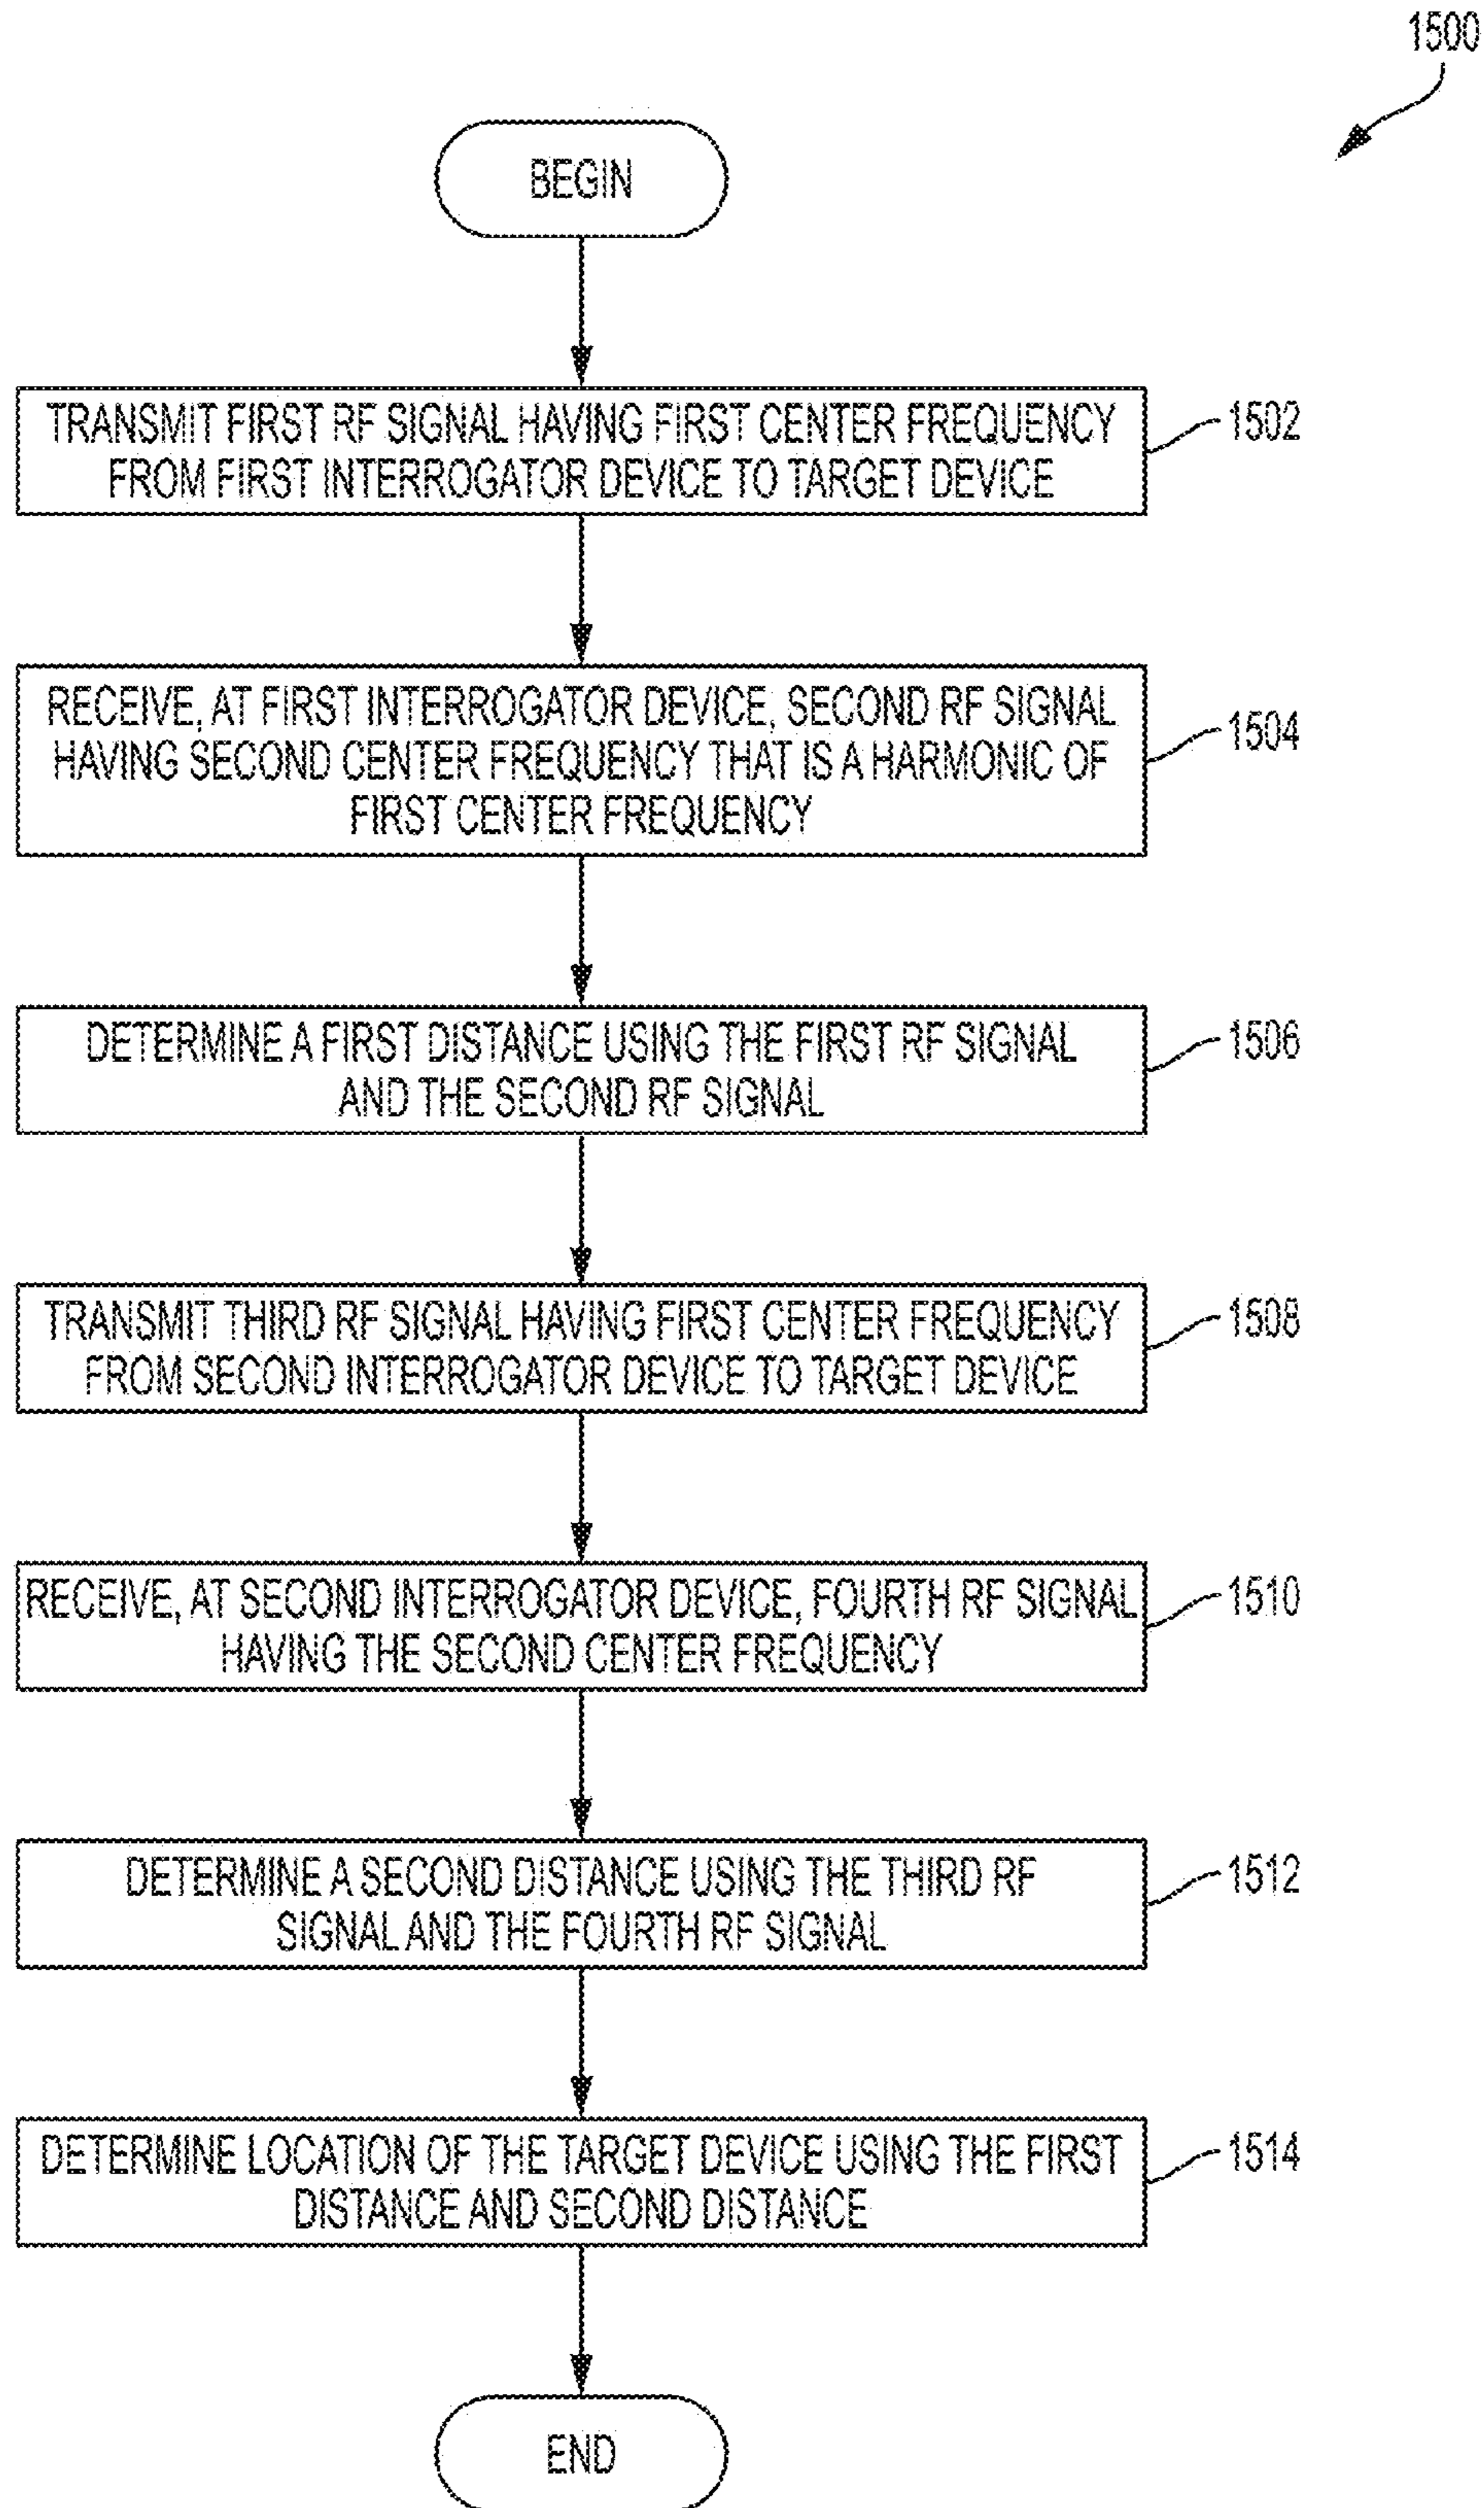 1500
BEGIN
TRANSMIT FIRST RF SIGNAL HAVING FIRST CENTER FREQUENCY
FROM FIRST INTERROGATOR DEVICE TO TARGET DEVICE
1502
RECEIVE, AT FIRST INTERROGATOR DEVICE, SECOND RF SIGNAL
HAVING SECOND CENTER FREQUENCY THAT IS A HARMONIC OF
FIRST CENTER FREQUENCY
1504
DETERMINE A FIRST DISTANCE USING THE FIRST RF SIGNAL
AND THE SECOND RF SIGNAL
1506
TRANSMIT THIRD RF SIGNAL HAVING FIRST CENTER FREQUENCY
FROM SECOND INTERROGATOR DEVICE TO TARGET DEVICE
1508
RECEIVE, AT SECOND INTERROGATOR DEVICE, FOURTH RF SIGNAL
HAVING THE SECOND CENTER FREQUENCY
1510
DETERMINE A SECOND DISTANCE USING THE THIRD RF
SIGNAL AND THE FOURTH RF SIGNAL
1512
DETERMINE LOCATION OF THE TARGET DEVICE USING THE FIRST
DISTANCE AND SECOND DISTANCE
1514
END